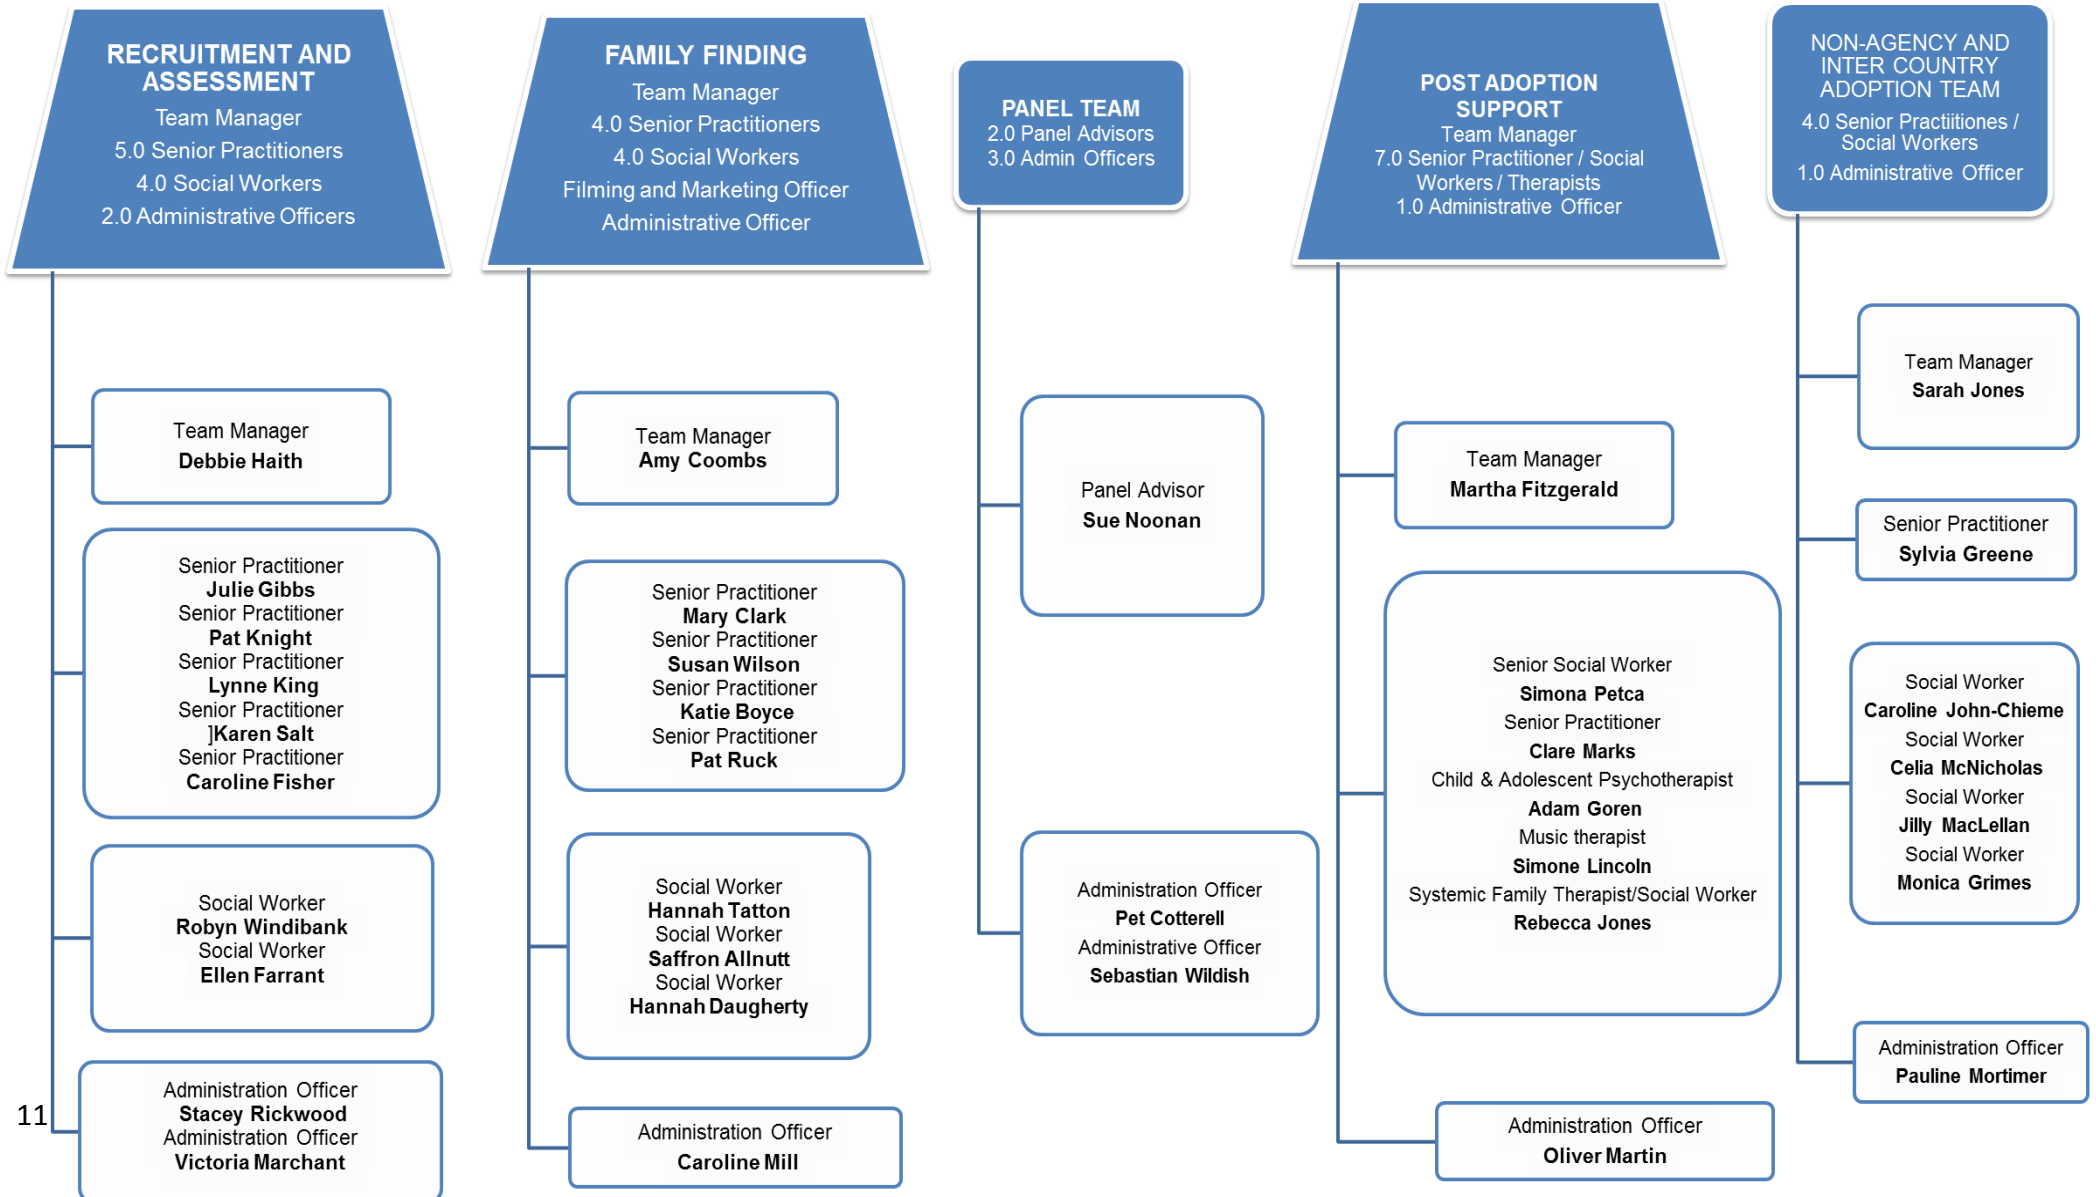 RECRUITMENT AND
ASSESSMENT
Team Manager
5.0 Senior Practitioners
4.0 Social Workers
2.0 Administrative Officers
Team Manager
Debbie Haith
Senior Practitioner
Julie Gibbs
Senior Practitioner
Pat Knight
Senior Practitioner
Lynne King
Senior Practitioner
]Karen Salt
Senior Practitioner
Caroline Fisher
Social Worker
Robyn Windibank
Social Worker
Ellen Farrant
Administration Officer
Stacey Rickwood
Administration Officer
Victoria Marchant
11
FAMILY FINDING
Team Manager
4.0 Senior Practitioners
4.0 Social Workers
Filming and Marketing Officer
Administrative Officer
Team Manager
Amy Coombs
Senior Practitioner
Mary Clark
Senior Practitioner
Susan Wilson
Senior Practitioner
Katie Boyce
Senior Practitioner
Pat Ruck
Social Worker
Hannah Tatton
Social Worker
Saffron Allnutt
Social Worker
Hannah Daugherty
Administration Officer
Caroline Mill
PANEL TEAM
2.0 Panel Advisors
3.0 Admin Officers
Panel Advisor
Sue Noonan
Administration Officer
Pet Cotterell
Administrative Officer
Sebastian Wildish
POST ADOPTION
SUPPORT
Team Manager
7.0 Senior Practitioner / Social
Workers / Therapists
1.0 Administrative Officer
Team Manager
Martha Fitzgerald
Senior Social Worker
Simona Petca
Senior Practitioner
Clare Marks
Child & Adolescent Psychotherapist
Adam Goren
Music therapist
Simone Lincoln
Systemic Family Therapist/Social Worker
Rebecca Jones
Administration Officer
Oliver Martin
NON-AGENCY AND
INTER COUNTRY
ADOPTION TEAM
4.0 Senior Practiitiones /
Social Workers
1.0 Administrative Officer
Team Manager
Sarah Jones
Senior Practitioner
Sylvia Greene
Social Worker
Caroline John-Chieme
Social Worker
Celia McNicholas
Social Worker
Jilly MacLellan
Social Worker
Monica Grimes
Administration Officer
Pauline Mortimer